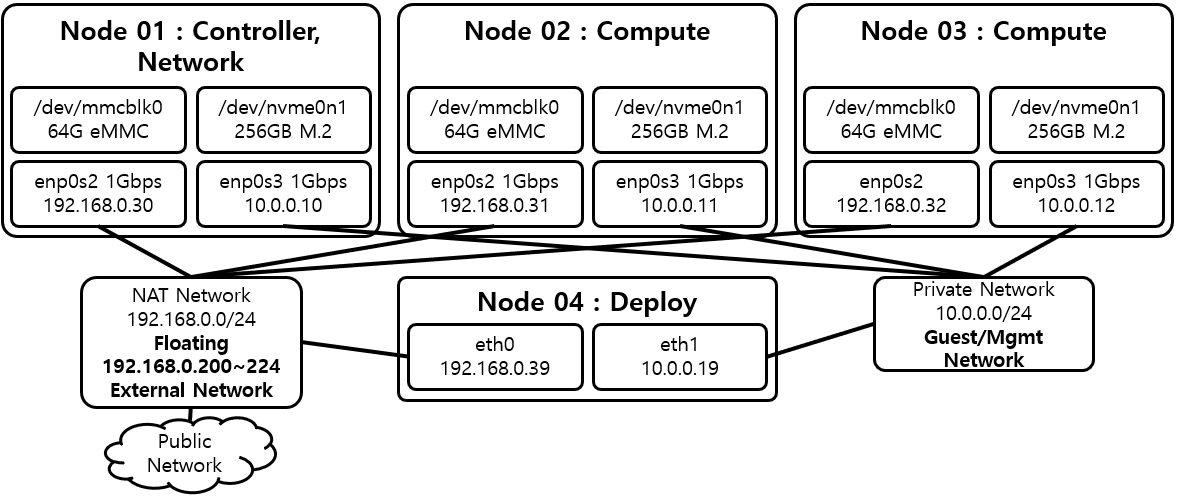 Node 01 : Controller,
Network
/dev/mmcblk0
64G eMMC
/dev/nvme0n1
256GB M.2
enp0s2 1Gbps
192.168.0.30
enp0s3 1Gbps
10.0.0.10
Node 02 : Compute
/dev/mmcblk0
64G eMMC
/dev/nvme0n1
256GB M.2
enp0s2 1Gbps
192.168.0.31
enp0s3 1Gbps
10.0.0.11
Node 03 : Compute
/dev/mmcblk0
64G eMMC
/dev/nvme0n1
256GB M.2
enp0s2
192.168.0.32
enp0s3 1Gbps
10.0.0.12
NAT Network
192.168.0.0/24
Floating
192.168.0.200~224
External Network
Node 04 : Deploy
eth0
192.168.0.39
eth1
10.0.0.19
Private Network
10.0.0.0/24
Guest/Mgmt
Network
Public
Network